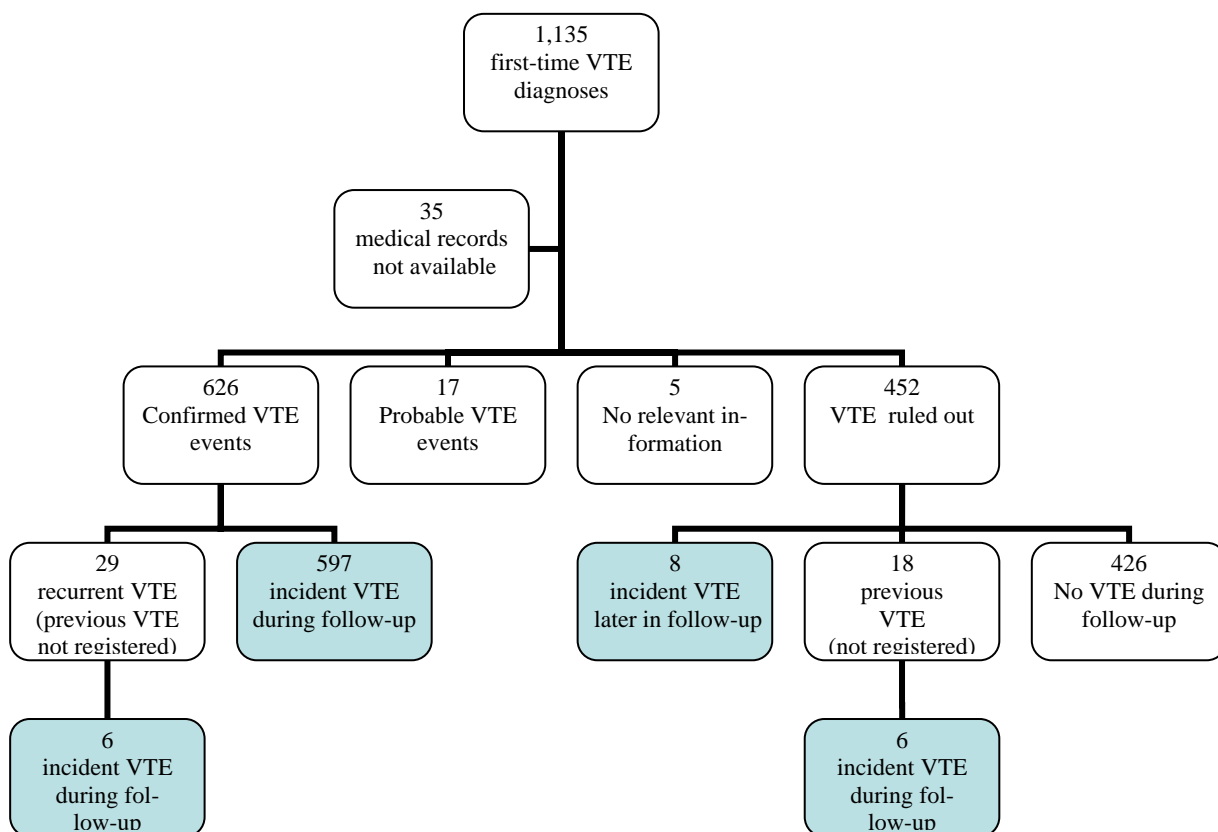 1,135
first-time VTE
diagnoses
35
medical records
not available
626
Confirmed VTE
events
17
Probable VTE
events
5
No relevant in-
formation
452
VTE ruled out
29
recurrent VTE
(previous VTE
not registered)
597
incident VTE
during follow-up
8
incident VTE
later in follow-up
18
previous
VTE
(not registered)
426
No VTE during
follow-up
6
incident VTE
during fol-
low-up
6
incident VTE
during fol-
low-up